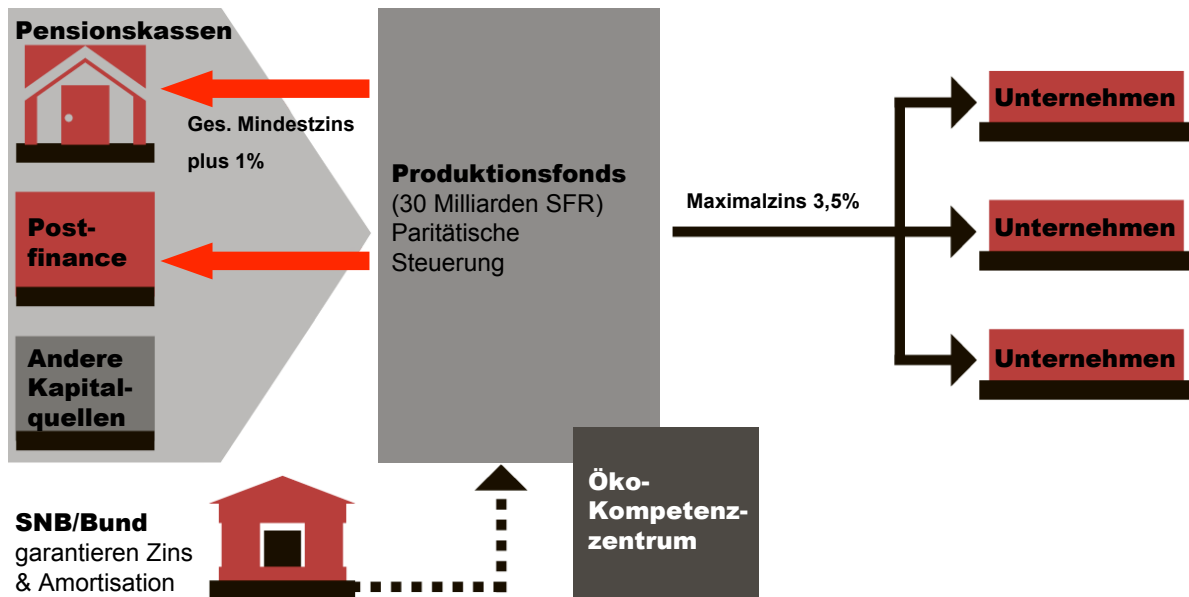 Pensionskassen
Ges. Mindestzins
plus 1%
Post-
finance
Andere
Kapital-
quellen
SNB/Bund
garantieren Zins
& Amortisation
Produktionsfonds
(30 Milliarden SFR)
Paritätische
Steuerung
Öko-
Kompetenz-
zentrum
Maximalzins 3,5%
Unternehmen
Unternehmen
Unternehmen